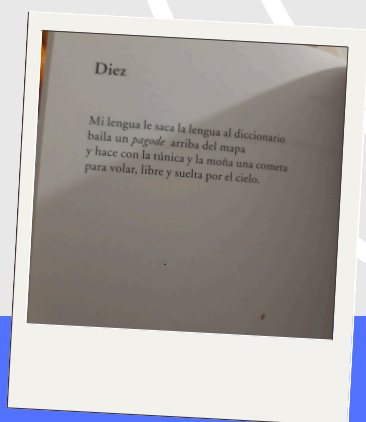 Diez
Mi lengua le saca la lengua al diccionario
baila un pagode arriba del mapa
y hace con la túnica y la moña una cometa
para volar, libre y suelta por el cielo.